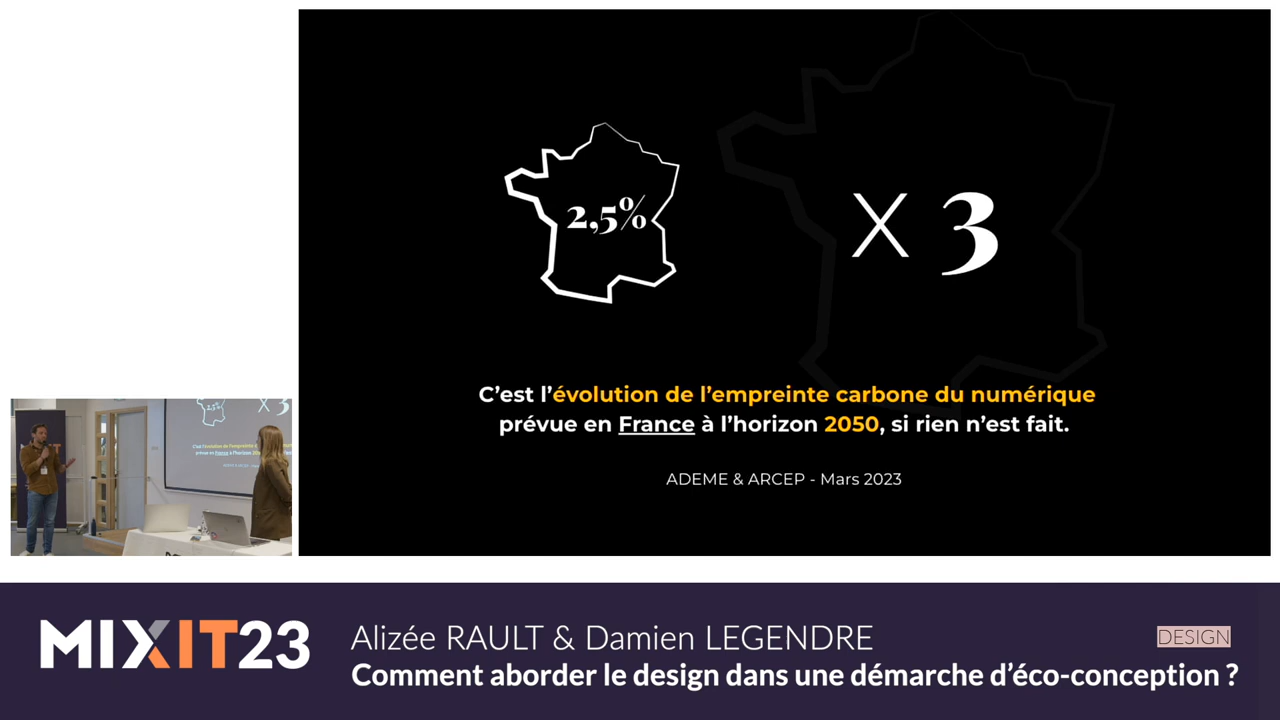 2,5%
X 3
C'est l'évolution de l'empreinte carbone du numérique
prévue en France à l'horizon 2050, si rien n'est fait.
ADEME & ARCEP - Mars 2023
MIXIT23
Alizée RAULT & Damien LEGENDRE
DESIGN
Comment aborder le design dans une démarche d'éco-conception ?